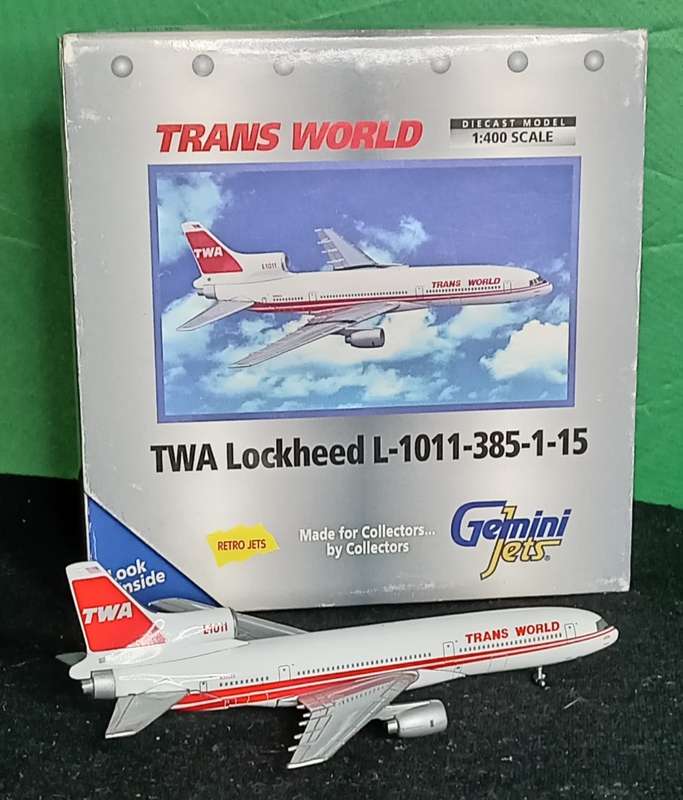 TRANS WORLD
DIECAST MODEL
1:400 SCALE
TWA
L1011
TRANS WORLD
TWA Lockheed L-1011-385-1-15
RETRO JETS
Made for Collectors...
by Collectors
Gemini
Jets®
Look
Inside
TWA
L1011
TRANS WORLD